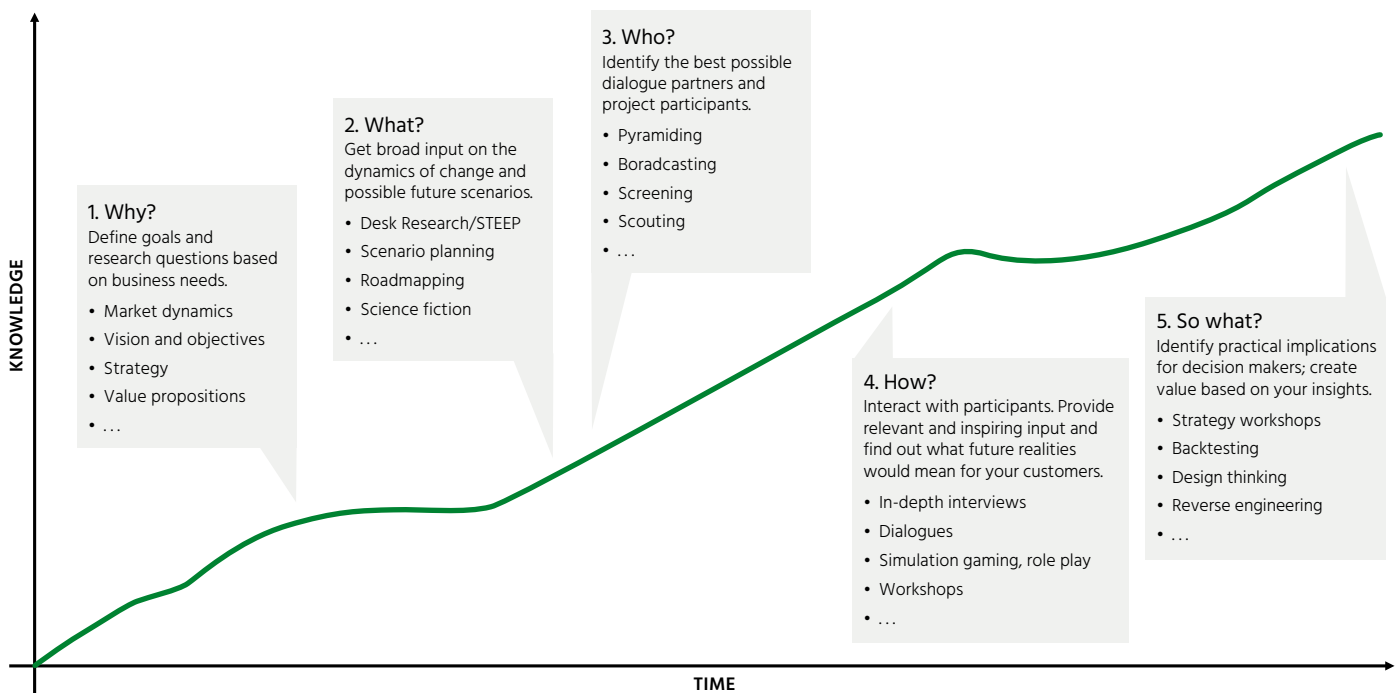 KNOWLEDGE
1. Why?
Define goals and
research questions based
on business needs.
• Market dynamics
• Vision and objectives
• Strategy
• Value propositions
• ...
2. What?
Get broad input on the
dynamics of change and
possible future scenarios.
• Desk Research/STEEP
• Scenario planning
• Roadmapping
• Science fiction
• ...
3. Who?
Identify the best possible
dialogue partners and
project participants.
• Pyramiding
• Boradcasting
• Screening
• Scouting
• ...
4. How?
Interact with participants. Provide
relevant and inspiring input and
find out what future realities
would mean for your customers.
• In-depth interviews
• Dialogues
• Simulation gaming, role play
• Workshops
• ...
5. So what?
Identify practical implications
for decision makers; create
value based on your insights.
• Strategy workshops
• Backtesting
• Design thinking
• Reverse engineering
• ...
TIME